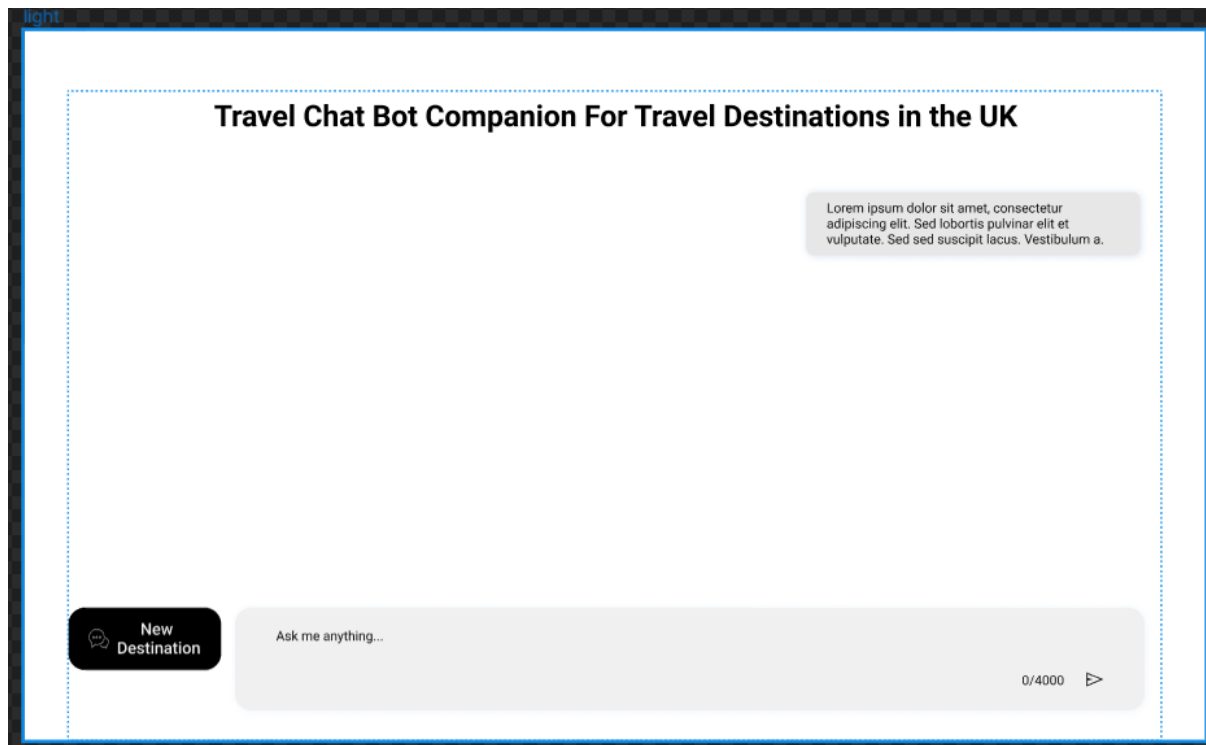 light
Travel Chat Bot Companion For Travel Destinations in the UK
Lorem ipsum dolor sit amet, consectetur
adipiscing elit. Sed lobortis pulvinar elit et
vulputate. Sed sed suscipit lacus. Vestibulum a.
New
Destination
Ask me anything...
0/4000